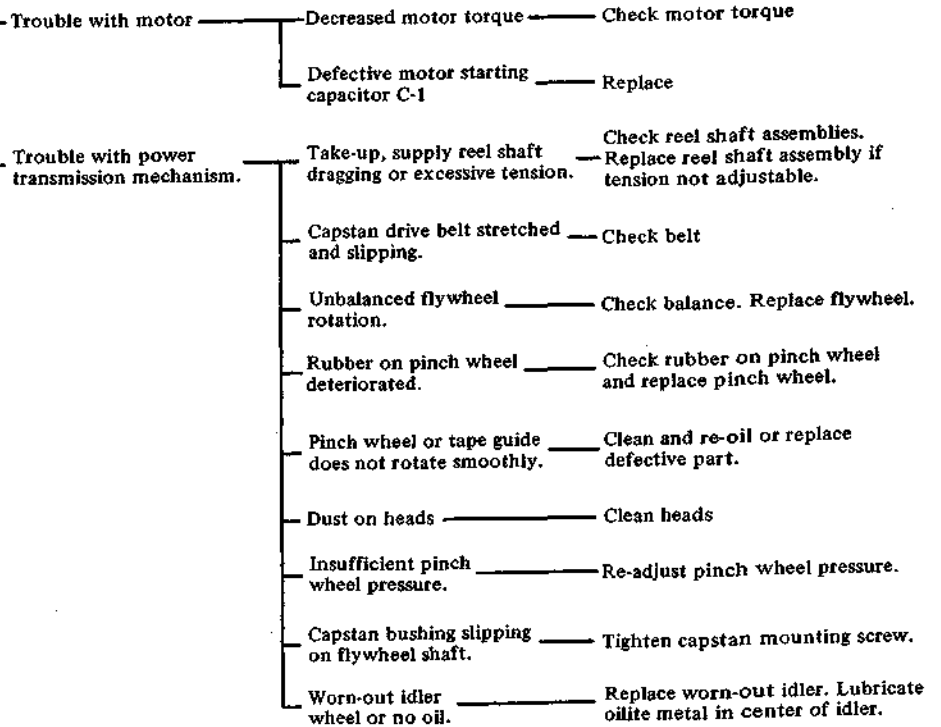 Trouble with motor
Decreased motor torque
Check motor torque
Defective motor starting
capacitor C-1
Replace
Trouble with power
transmission mechanism.
Take-up, supply reel shaft
dragging or excessive tension.
Check reel shaft assemblies.
Replace reel shaft assembly if
tension not adjustable.
Capstan drive belt stretched
and slipping.
Check belt
Unbalanced flywheel
rotation.
Check balance. Replace flywheel.
Rubber on pinch wheel
deteriorated.
Check rubber on pinch wheel
and replace pinch wheel.
Pinch wheel or tape guide
does not rotate smoothly.
Clean and re-oil or replace
defective part.
Dust on heads
Clean heads
Insufficient pinch
wheel pressure.
Re-adjust pinch wheel pressure.
Capstan bushing slipping
on flywheel shaft.
Tighten capstan mounting screw.
Worn-out idler
wheel or no oil.
Replace worn-out idler. Lubricate
oilite metal in center of idler.